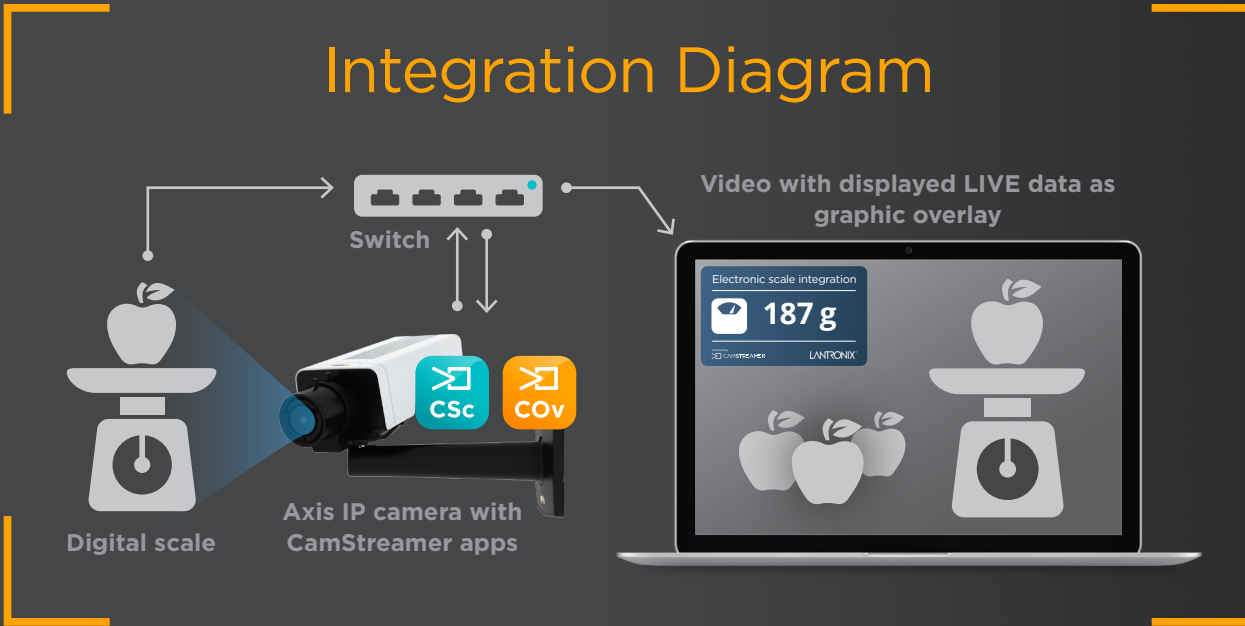 Integration Diagram
Video with displayed LIVE data as
graphic overlay
Switch
Electronic scale integration
187 g
CAMSTREAMER
LANTRONIX
CSc
COv
Axis IP camera with
CamStreamer apps
Digital scale